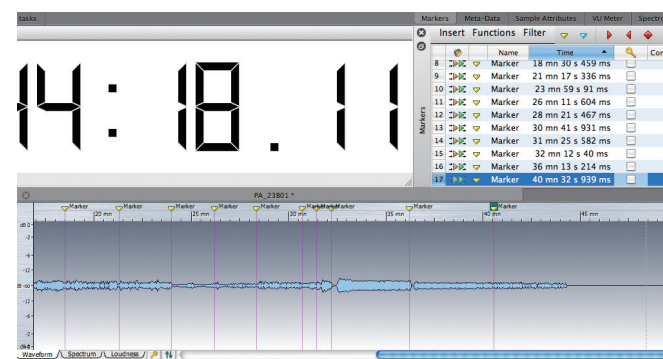 tasks
Markers Meta-Data Sample Attributes VU Meter Spectro
Insert Functions Filter
Name Time Con
8 Marker 18 mn 30 s 459 ms
9 Marker 21 mn 17 s 336 ms
10 Marker 23 mn 59 s 91 ms
11 Marker 26 mn 11 s 604 ms
12 Marker 28 mn 21 s 467 ms
13 Marker 30 mn 41 s 931 ms
14 Marker 31 mn 25 s 582 ms
15 Marker 32 mn 12 s 40 ms
16 Marker 36 mn 13 s 214 ms
17 Marker 40 mn 32 s 939 ms
Markers
14:18.11
PA_23B01 *
Marker Marker Marker Marker Marker Marker Marker Marker Marker Marker
20 mn 25 mn 30 mn 35 mn 40 mn 45 mn
dB 0
-2
-6
-12
-12
-6
-2
Waveform Spectrum Loudness